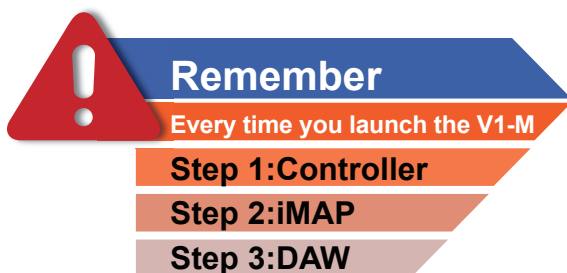 Remember
Every time you launch the V1-M
Step 1:Controller
Step 2:iMAP
Step 3:DAW